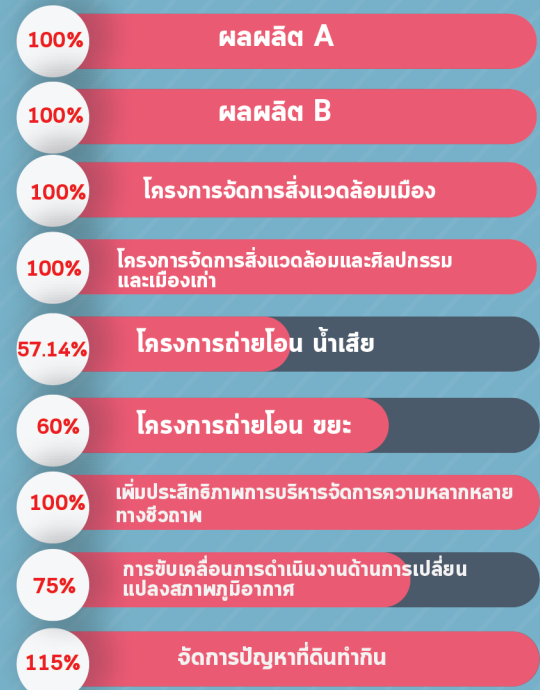 100%
ผลผลิต A
100%
ผลผลิต B
100%
โครงการจัดการสิ่งแวดล้อมเมือง
100%
โครงการจัดการสิ่งแวดล้อมและศิลปกรรม
และเมืองเก่า
57.14%
โครงการถ่ายโอน น้ำเสีย
60%
โครงการถ่ายโอน ขยะ
100%
เพิ่มประสิทธิภาพการบริหารจัดการความหลากหลาย
ทางชีวถาพ
75%
การขับเคลื่อนการดำเนินงานด้านการเปลี่ยน
แปลงสภาพภูมิอากาศ
115%
จัดการปัญหาที่ดินทำกิน